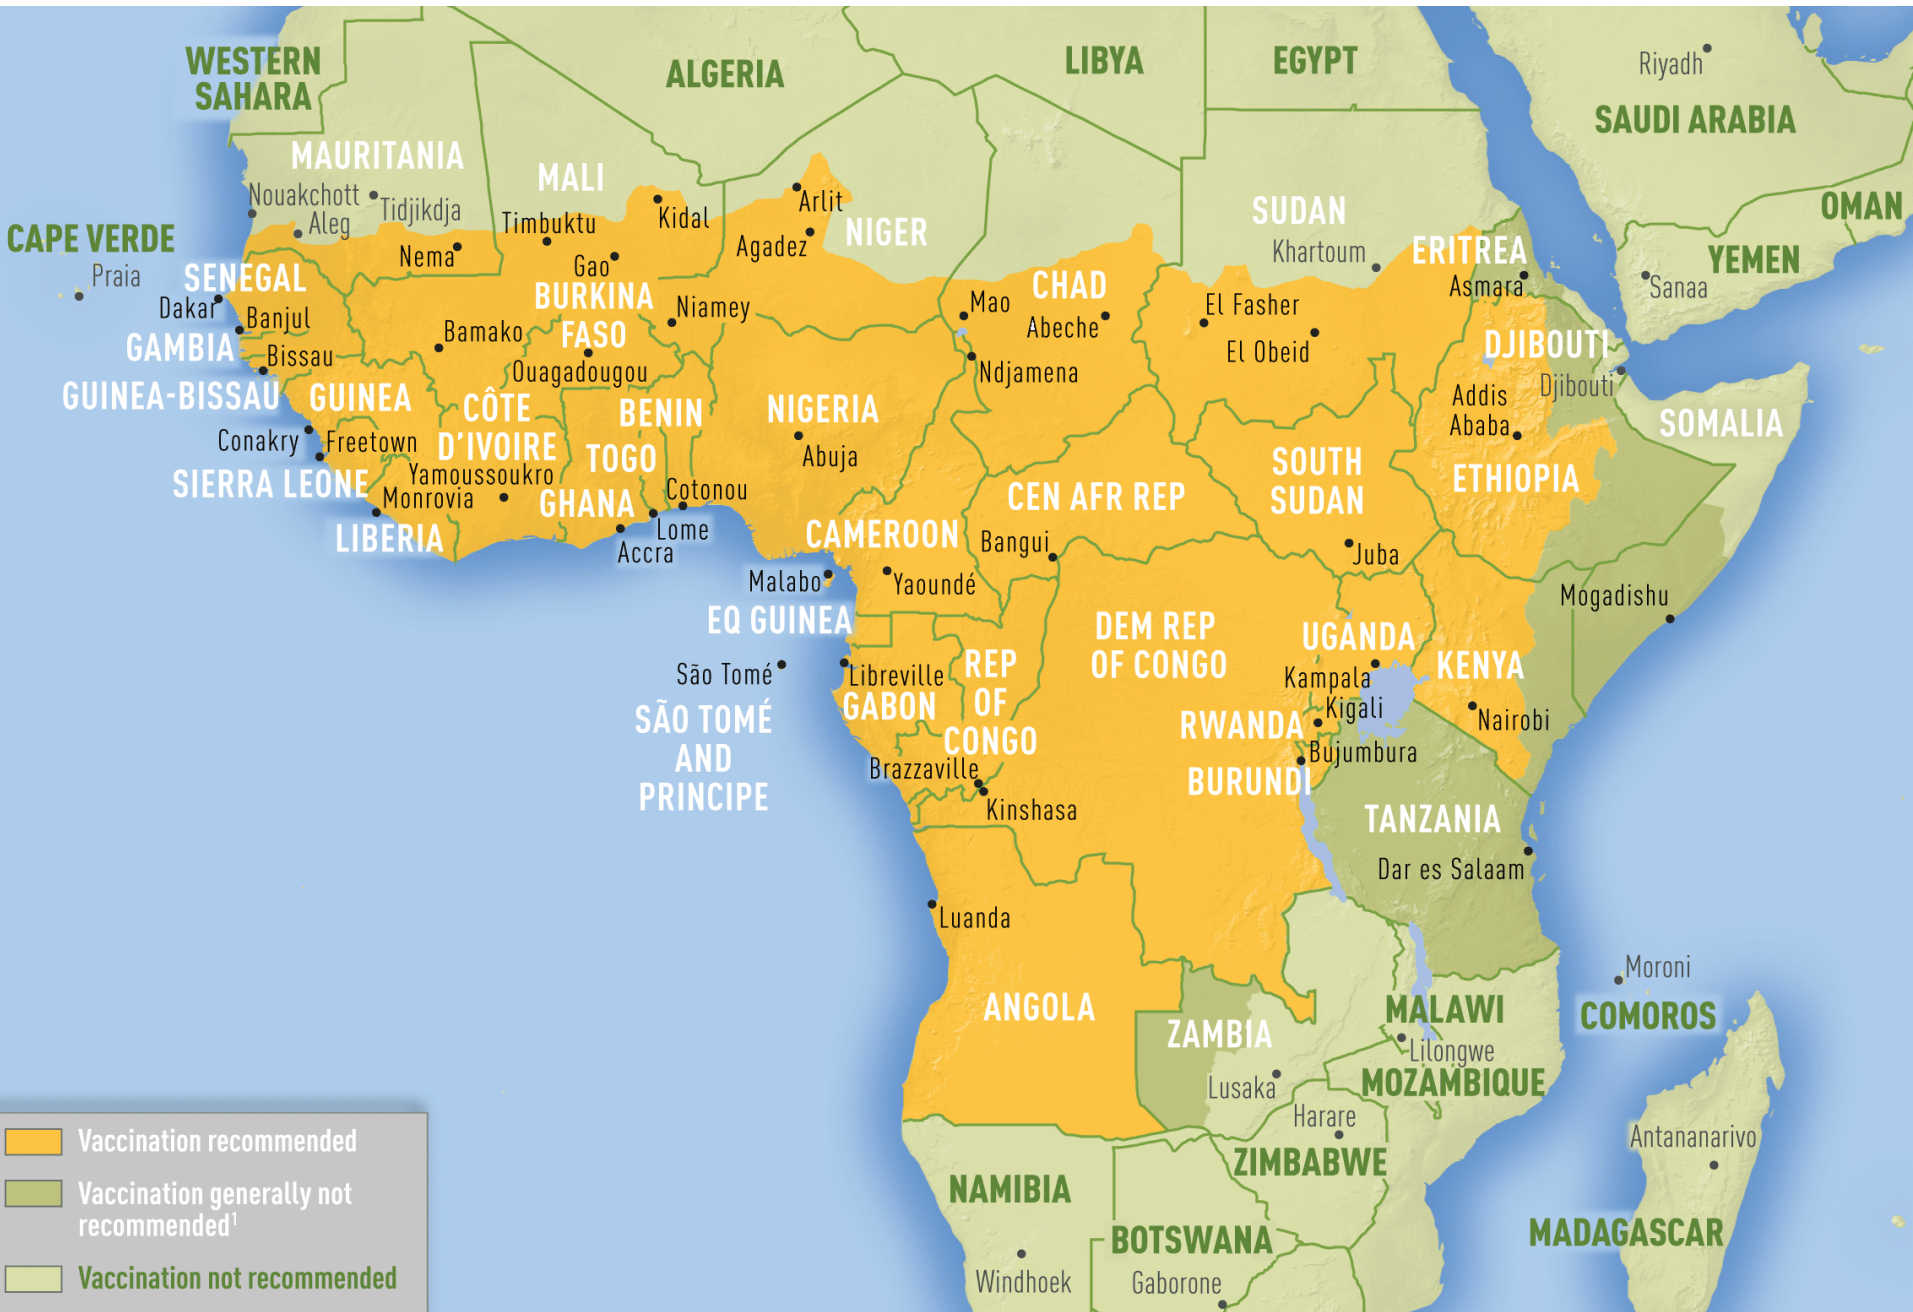 WESTERN
SAHARA
ALGERIA
LIBYA
EGYPT
Riyadh
SAUDI ARABIA
MAURITANIA
Nouakchott
Tidjikdja
Aleg
MALI
Timbuktu
Kidal
Arlit
NIGER
Agadez
SUDAN
Khartoum
ERITREA
Asmara
OMAN
YEMEN
Sanaa
CAPE VERDE
Praia
Nema
Gao
SENEGAL
Dakar
Banjul
GAMBIA
Bissau
GUINEA-BISSAU
BURKINA
FASO
Ouagadougou
Niamey
Bamako
Mao
CHAD
Abeche
Ndjamena
El Fasher
El Obeid
DJIBOUTI
Djibouti
Addis
Ababa
ETHIOPIA
SOMALIA
GUINEA
Conakry
Freetown
SIERRA LEONE
Monrovia
LIBERIA
CÔTE
D'IVOIRE
Yamoussoukro
GHANA
Accra
TOGO
Lome
BENIN
Cotonou
NIGERIA
Abuja
CAMEROON
Yaoundé
CEN AFR REP
Bangui
SOUTH
SUDAN
Juba
Mogadishu
Malabo
EQ GUINEA
São Tomé
SÃO TOMÉ
AND
PRINCIPE
Libreville
GABON
REP
OF
CONGO
Brazzaville
Kinshasa
DEM REP
OF CONGO
UGANDA
Kampala
KENYA
Nairobi
Kigali
RWANDA
Bujumbura
BURUNDI
TANZANIA
Dar es Salaam
Luanda
ANGOLA
ZAMBIA
Lusaka
MALAWI
Lilongwe
MOZAMBIQUE
Moroni
COMOROS
Harare
ZIMBABWE
Antananarivo
MADAGASCAR
NAMIBIA
Windhoek
BOTSWANA
Gaborone
Vaccination recommended
Vaccination generally not
recommended¹
Vaccination not recommended